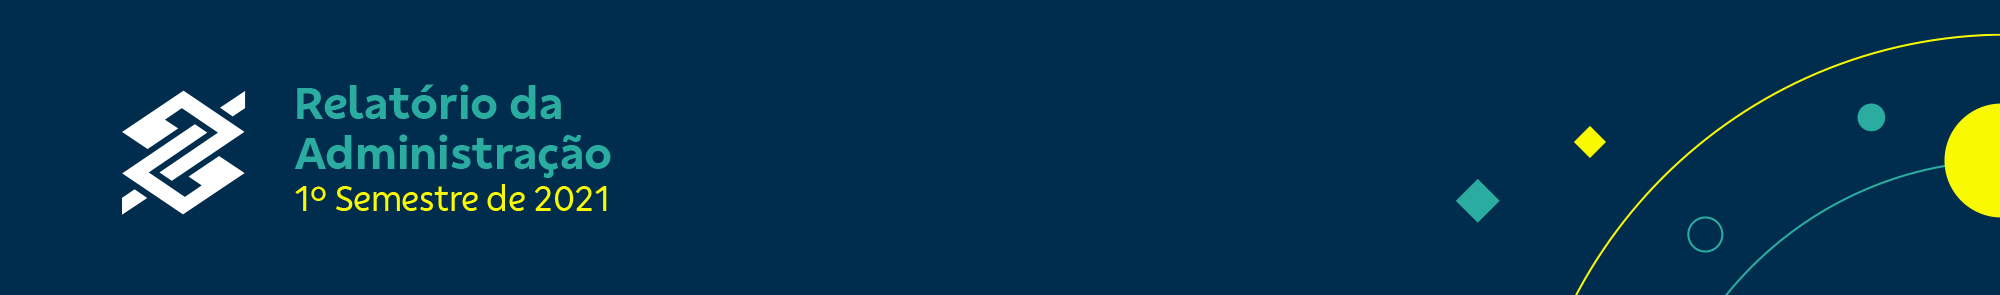 Relatório da
Administração
1º Semestre de 2021